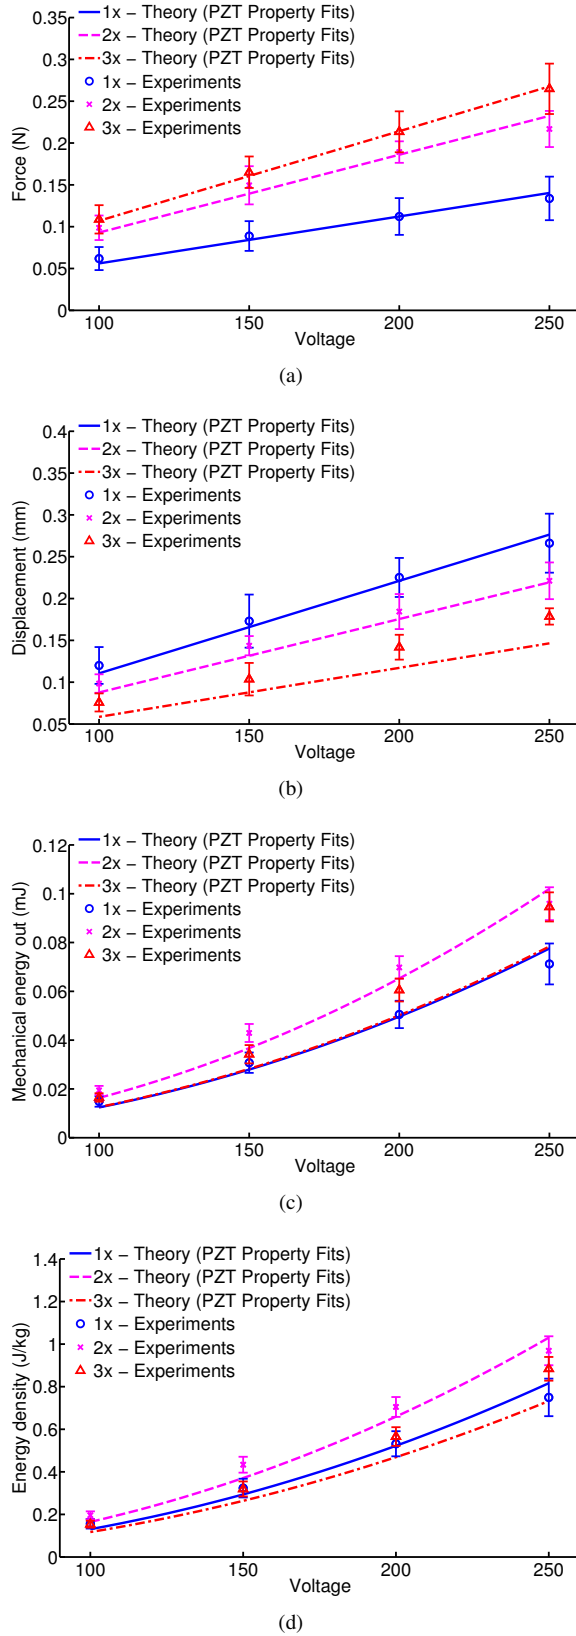 0.35
0.3
0.25
0.2
0.15
0.1
0.05
0
Force (N)
1x – Theory (PZT Property Fits)
2x – Theory (PZT Property Fits)
3x – Theory (PZT Property Fits)
1x – Experiments
2x – Experiments
3x – Experiments
100 150 200 250
Voltage
(a)
0.4
0.35
0.3
0.25
0.2
0.15
0.1
0.05
Displacement (mm)
1x – Theory (PZT Property Fits)
2x – Theory (PZT Property Fits)
3x – Theory (PZT Property Fits)
1x – Experiments
2x – Experiments
3x – Experiments
100 150 200 250
Voltage
(b)
0.12
0.1
0.08
0.06
0.04
0.02
0
Mechanical energy out (mJ)
1x – Theory (PZT Property Fits)
2x – Theory (PZT Property Fits)
3x – Theory (PZT Property Fits)
1x – Experiments
2x – Experiments
3x – Experiments
100 150 200 250
Voltage
(c)
1.4
1.2
1
0.8
0.6
0.4
0.2
0
Energy density (J/kg)
1x – Theory (PZT Property Fits)
2x – Theory (PZT Property Fits)
3x – Theory (PZT Property Fits)
1x – Experiments
2x – Experiments
3x – Experiments
100 150 200 250
Voltage
(d)